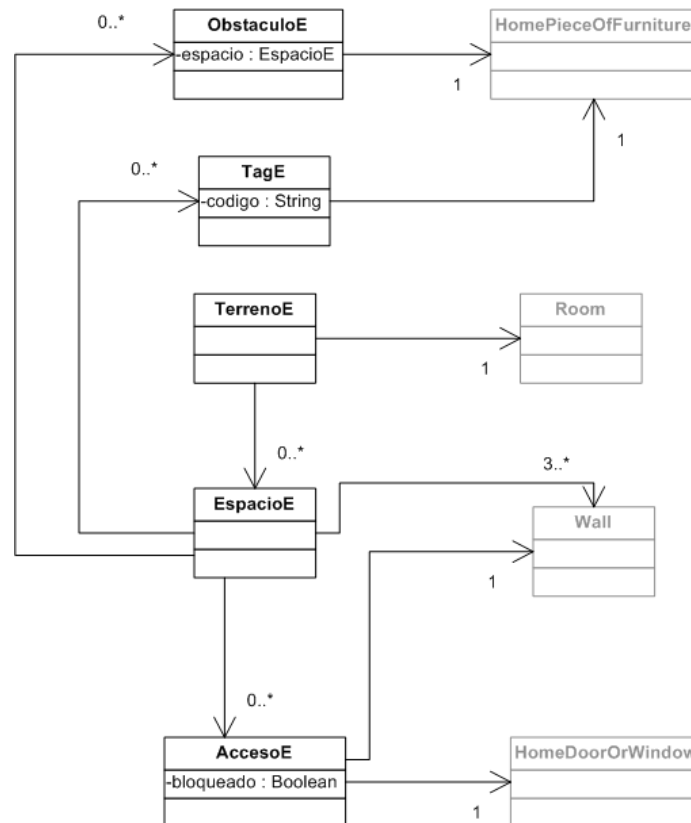 0..*
ObstaculoE
-espacio : EspacioE
HomePieceOfFurniture
1
1
0..*
TagE
-codigo : String
TerrenoE
Room
1
0..*
3..*
EspacioE
Wall
1
0..*
AccesoE
-bloqueado : Boolean
HomeDoorOrWindow
1